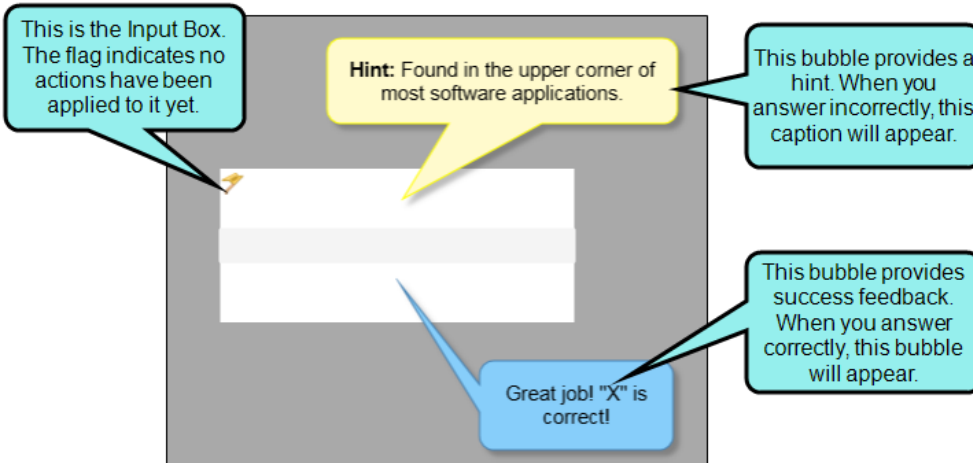 This is the Input Box.
The flag indicates no
actions have been
applied to it yet.
Hint: Found in the upper corner of
most software applications.
This bubble provides a
hint. When you
answer incorrectly, this
caption will appear.
This bubble provides
success feedback.
When you answer
correctly, this bubble
will appear.
Great job! "X" is
correct!